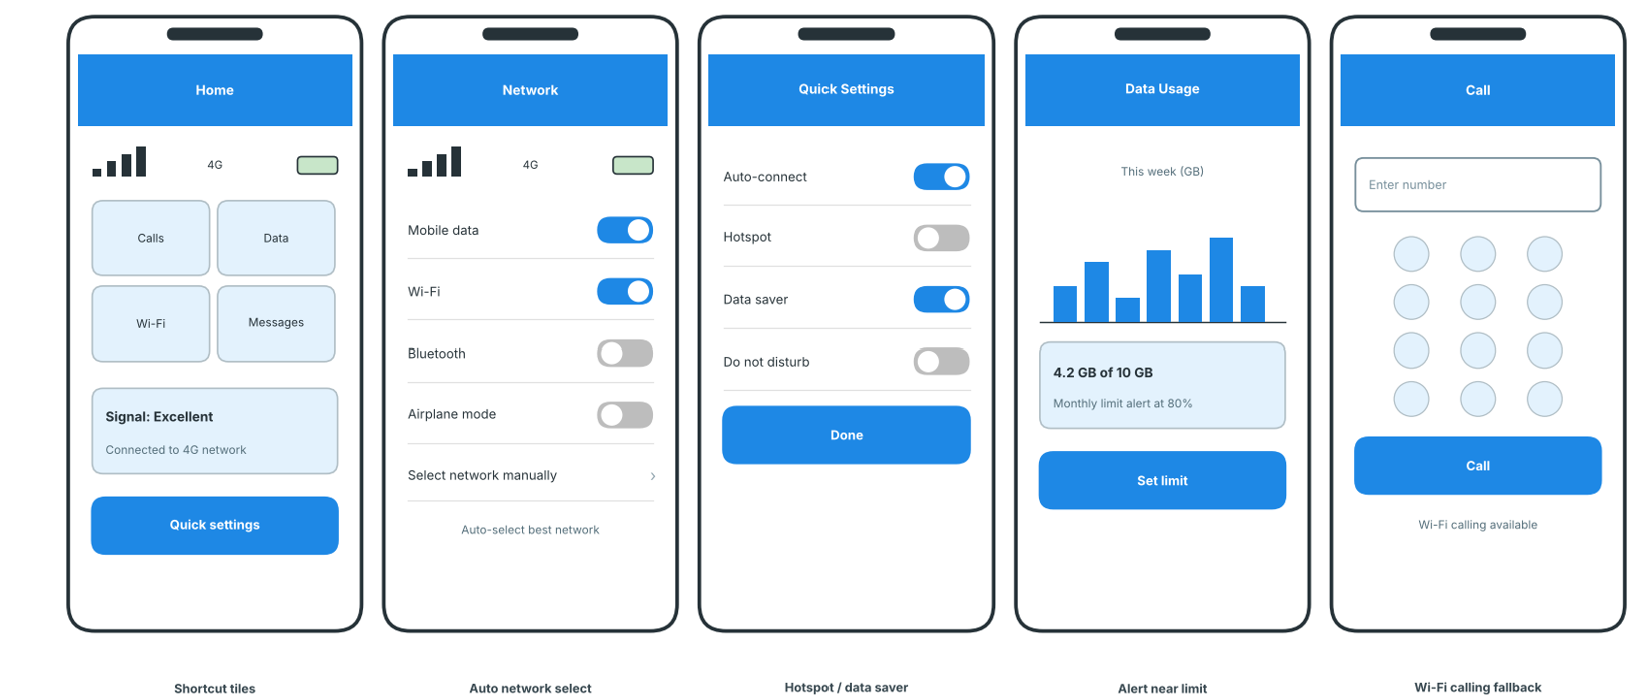 Home
4G
Calls
Data
Wi-Fi
Messages
Signal: Excellent
Connected to 4G network
Quick settings
Shortcut tiles
Network
4G
Mobile data
Wi-Fi
Bluetooth
Airplane mode
Select network manually ›
Auto-select best network
Auto network select
Quick Settings
Auto-connect
Hotspot
Data saver
Do not disturb
Done
Hotspot / data saver
Data Usage
This week (GB)
4.2 GB of 10 GB
Monthly limit alert at 80%
Set limit
Alert near limit
Call
Enter number
Call
Wi-Fi calling available
Wi-Fi calling fallback